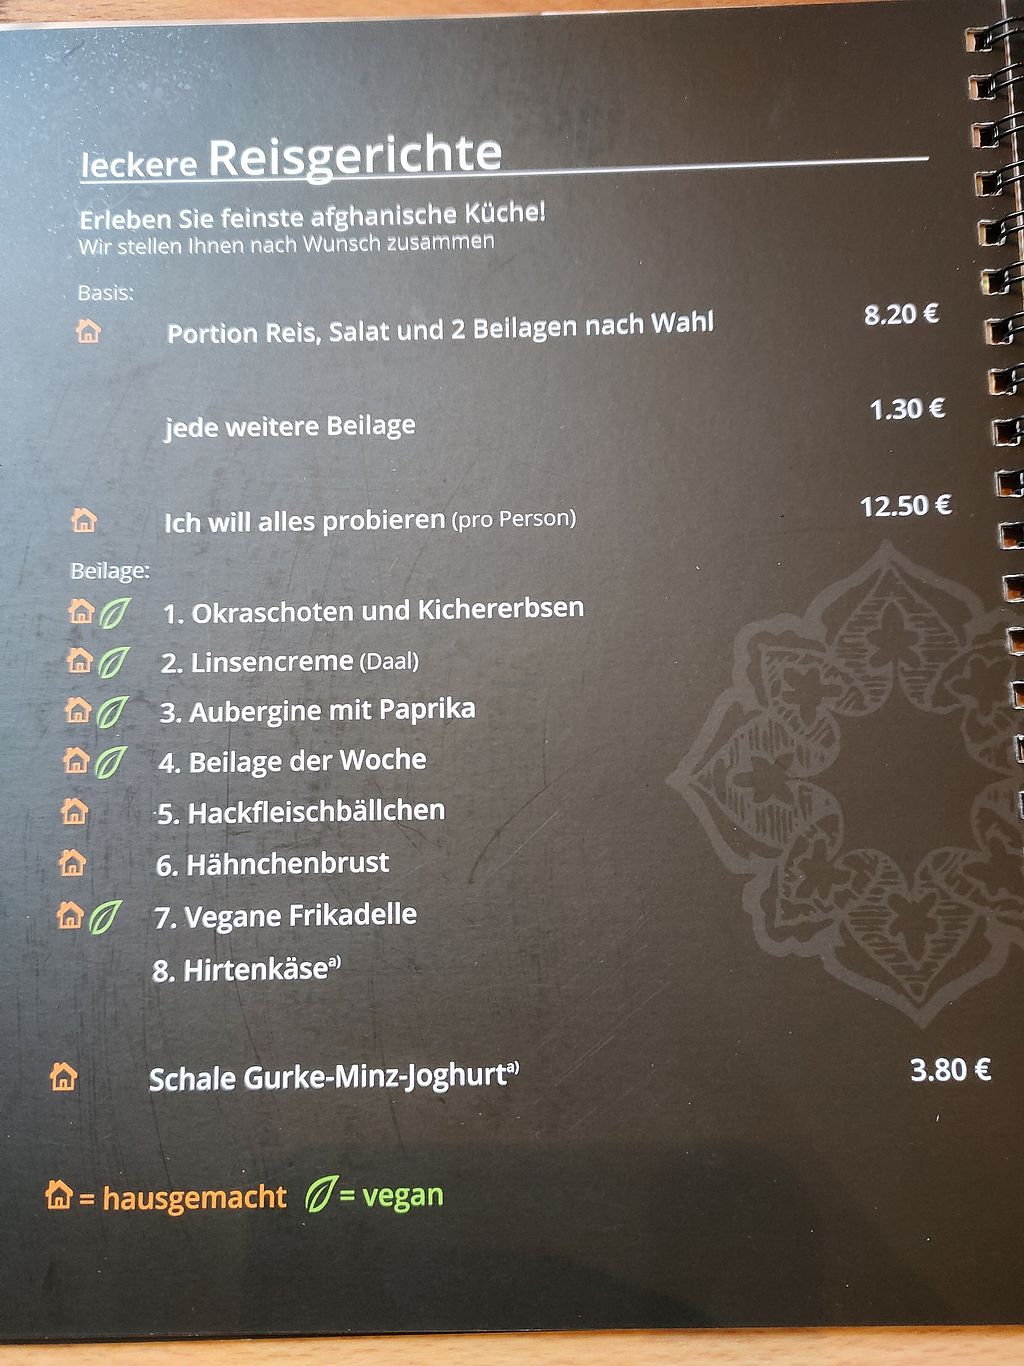 leckere Reisgerichte
Erleben Sie feinste afghanische Küche!
Wir stellen Ihnen nach Wunsch zusammen
Basis:
Portion Reis, Salat und 2 Beilagen nach Wahl 8.20 €
jede weitere Beilage 1.30 €
Ich will alles probieren (pro Person) 12.50 €
Beilage:
1. Okraschoten und Kichererbsen
2. Linsencreme (Daal)
3. Aubergine mit Paprika
4. Beilage der Woche
5. Hackfleischbällchen
6. Hähnchenbrust
7. Vegane Frikadelle
8. Hirtenkäse a)
Schale Gurke-Minz-Joghurt a) 3.80 €
= hausgemacht = vegan